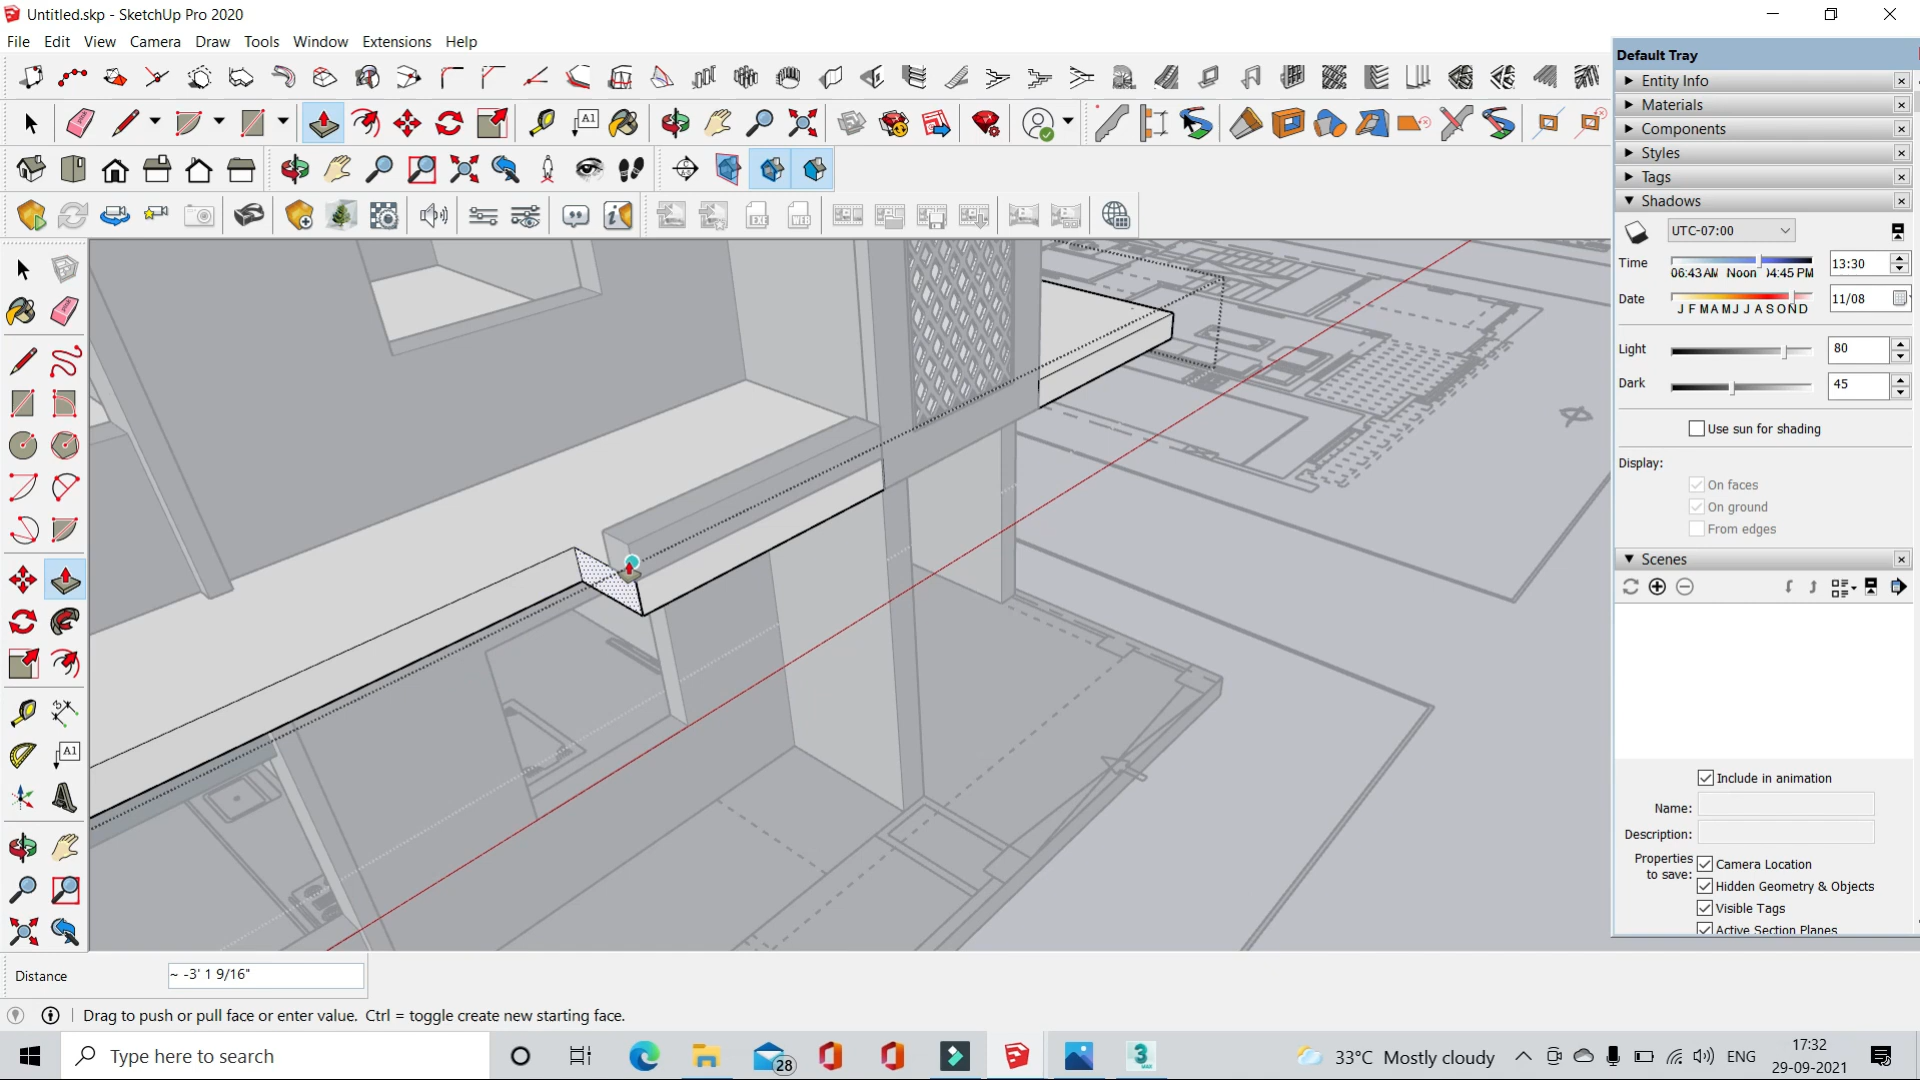 Untitled.skp - SketchUp Pro 2020
File Edit View Camera Draw Tools Window Extensions Help
Default Tray
Entity Info
Materials
Components
Styles
Tags
Shadows
UTC-07:00
Time
06:43 AM Noon 04:45 PM
13:30
Date
J F M A M J J A S O N D
11/08
Light 80
Dark 45
Use sun for shading
Display:
On faces
On ground
From edges
Scenes
Include in animation
Name:
Description:
Properties to save:
Camera Location
Hidden Geometry & Objects
Visible Tags
Active Section Planes
Distance ~ -3' 1 9/16"
Drag to push or pull face or enter value. Ctrl = toggle create new starting face.
Type here to search
28
3
33°C Mostly cloudy
ENG
17:32
29-09-2021